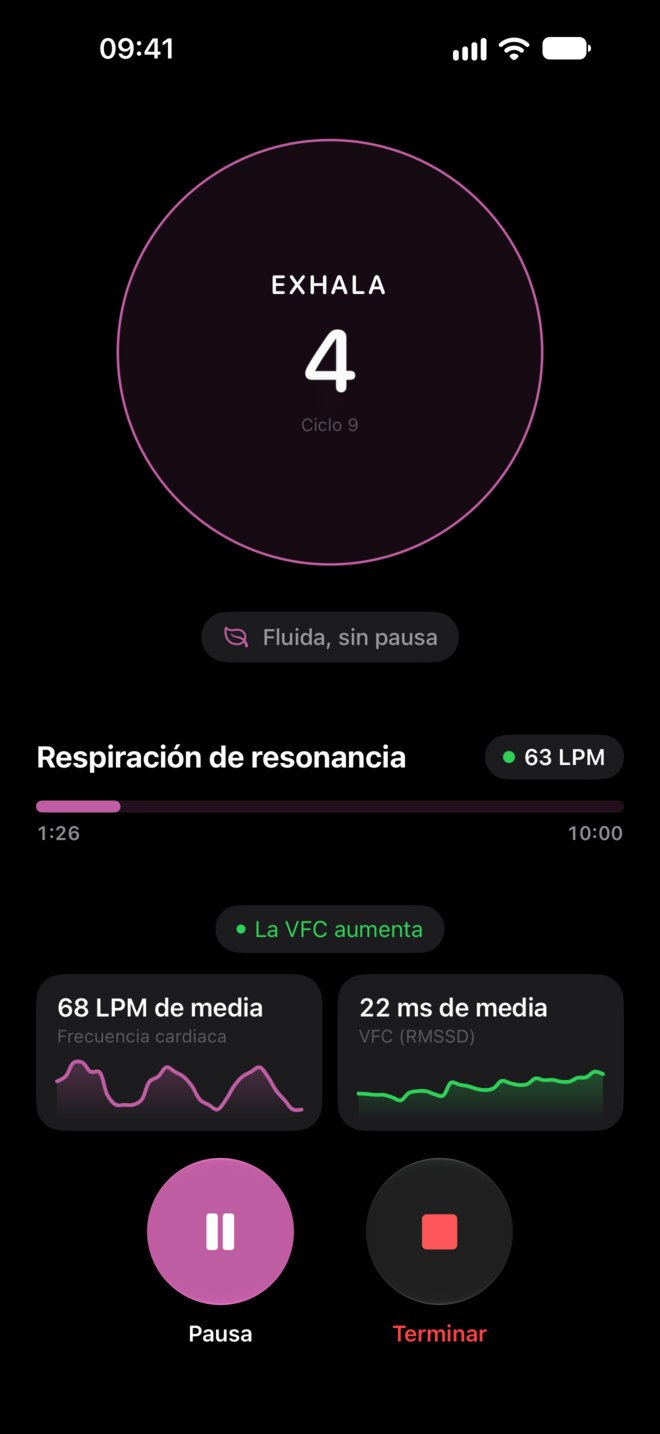 09:41
EXHALA
4
Ciclo 9
Fluida, sin pausa
Respiración de resonancia
63 LPM
1:26
10:00
La VFC aumenta
68 LPM de media
Frecuencia cardiaca
22 ms de media
VFC (RMSSD)
Pausa
Terminar